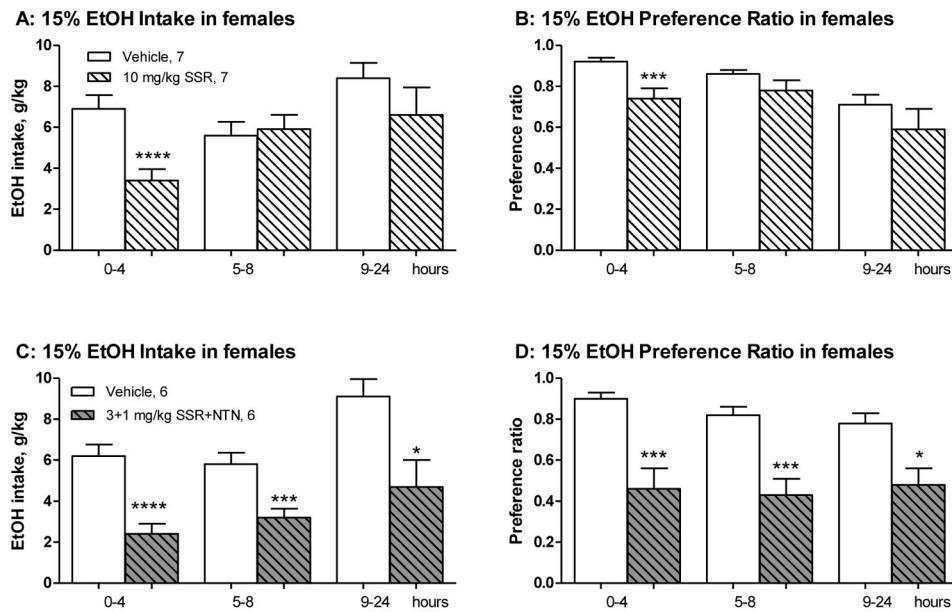 A: 15% EtOH Intake in females
EtOH intake, g/kg
10
8
6
4
2
0
Vehicle, 7
10 mg/kg SSR, 7
****
0-4
5-8
9-24
hours
B: 15% EtOH Preference Ratio in females
Preference ratio
1.0
0.8
0.6
0.4
0.2
0.0
***
0-4
5-8
9-24
hours
C: 15% EtOH Intake in females
EtOH intake, g/kg
10
8
6
4
2
0
Vehicle, 6
3+1 mg/kg SSR+NTN, 6
****
***
*
0-4
5-8
9-24
hours
D: 15% EtOH Preference Ratio in females
Preference ratio
1.0
0.8
0.6
0.4
0.2
0.0
***
***
*
0-4
5-8
9-24
hours